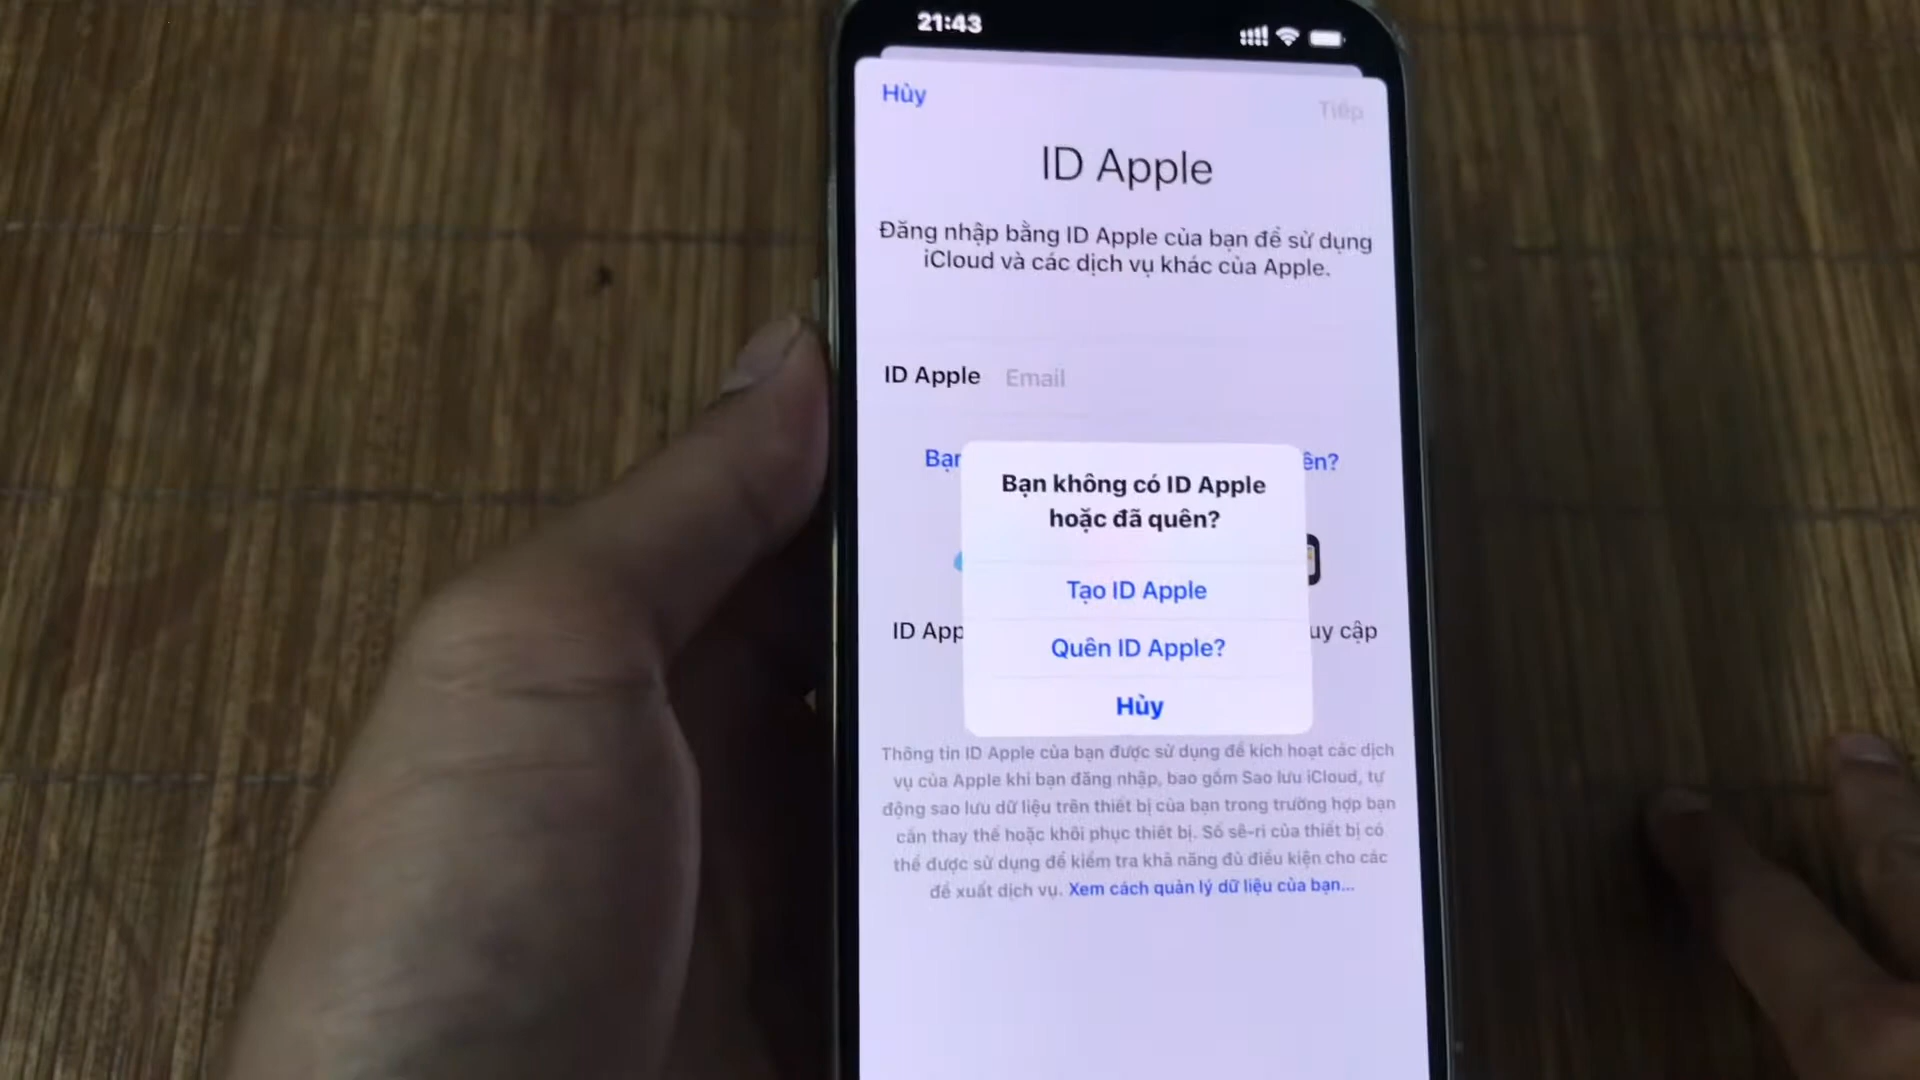 21:43
Hủy
Tiếp
ID Apple
Đăng nhập bằng ID Apple của bạn để sử dụng
iCloud và các dịch vụ khác của Apple.
ID Apple Email
Bạn không có ID Apple
hoặc đã quên?
ên?
Tạo ID Apple
ID App
uy cập
Quên ID Apple?
Hủy
Thông tin ID Apple của bạn được sử dụng để kích hoạt các dịch
vụ của Apple khi bạn đăng nhập, bao gồm Sao lưu iCloud, tự
động sao lưu dữ liệu trên thiết bị của bạn trong trường hợp bạn
cần thay thế hoặc khôi phục thiết bị. Số sê-ri của thiết bị có
thể được sử dụng để kiểm tra khả năng đủ điều kiện cho các
đề xuất dịch vụ. Xem cách quản lý dữ liệu của bạn...